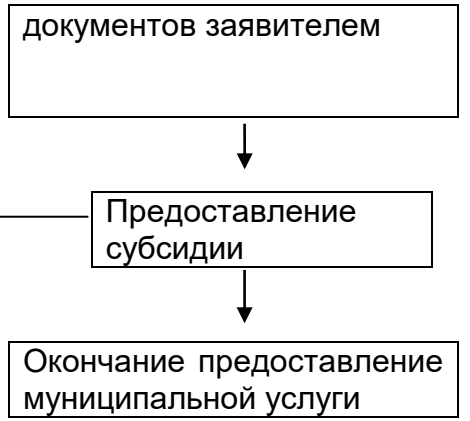 документов заявителем
Предоставление
субсидии
Окончание предоставление
муниципальной услуги